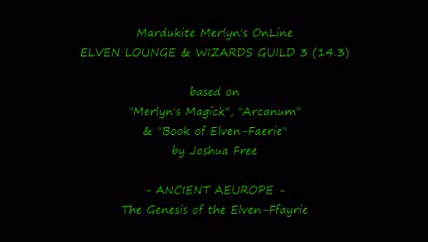 Mardukite Merlyn's OnLine
ELVEN LOUNGE & WIZARDS GUILD 3 (14.3)
based on
"Merlyn's Magick", "Arcanum"
& "Book of Elven-Faerie"
by Joshua Free
- ANCIENT AEUROPE -
The Genesis of the Elven-Ffayrie